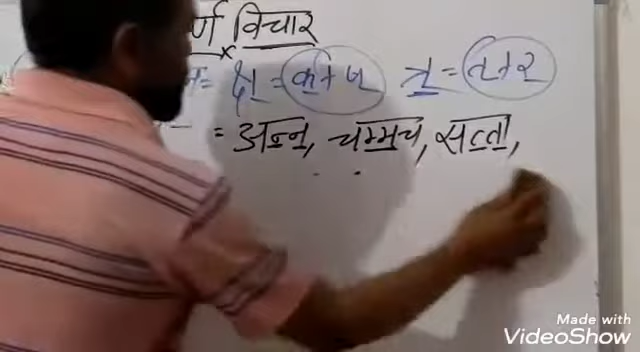 र्ण विचार
= क्ष = क् + ष त्र = त् + र
= अन्न, चम्मच, सत्ता,
Made with
VideoShow